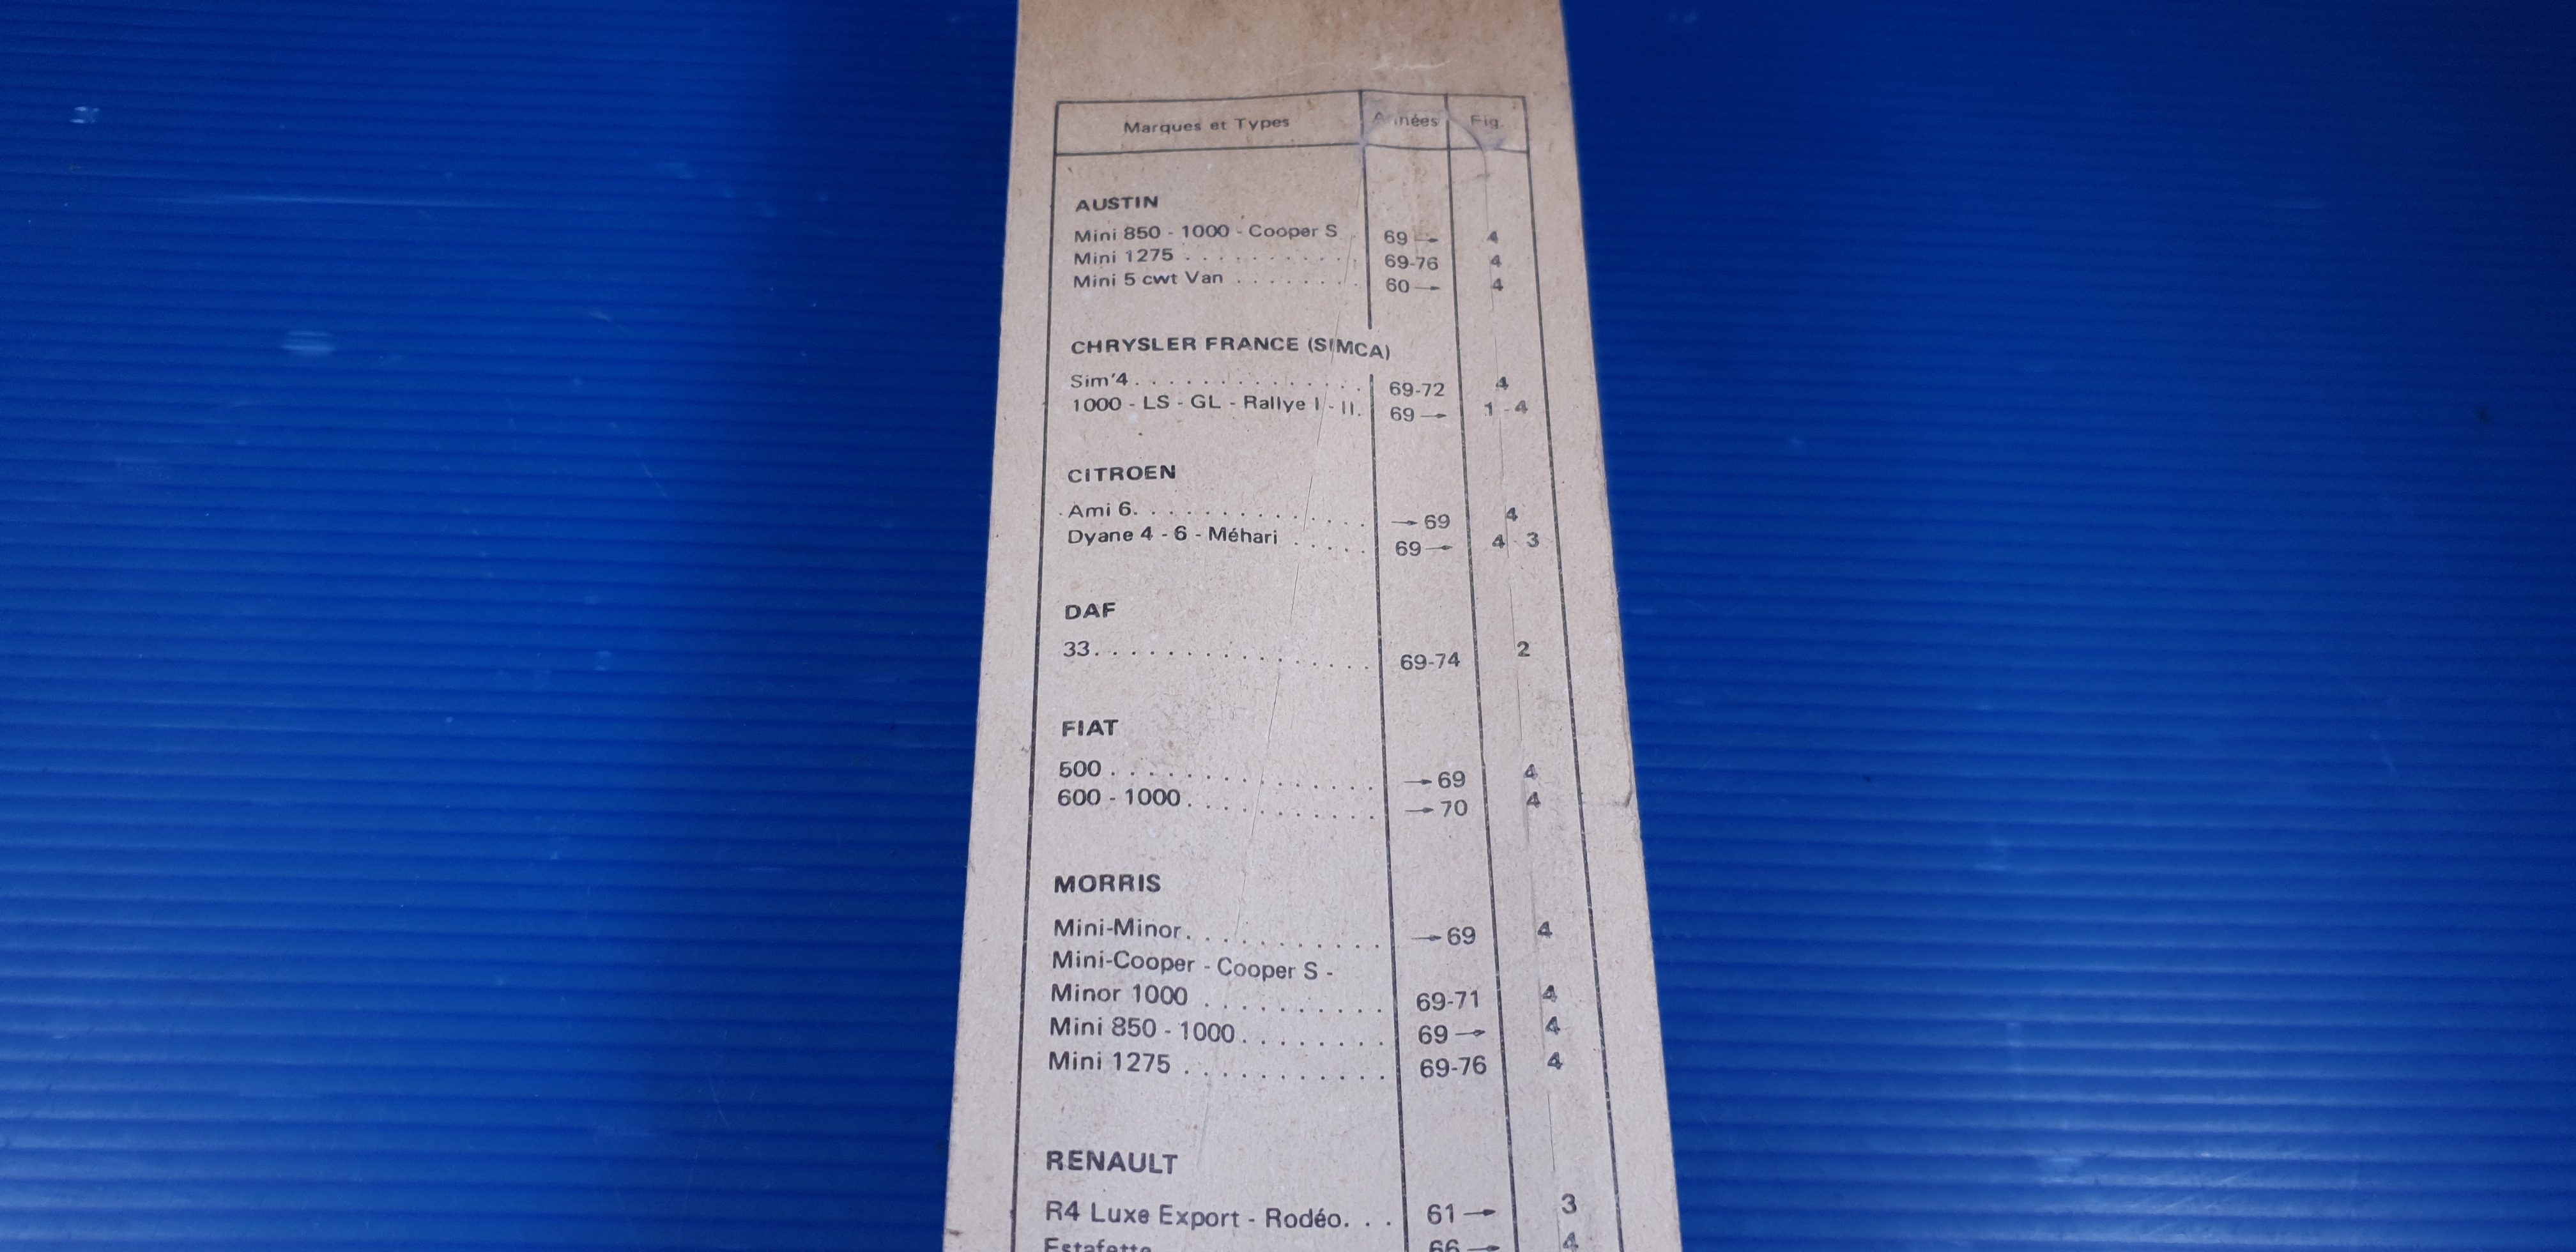 Marques et Types Années Fig.
AUSTIN
Mini 850 - 1000 - Cooper S 69 → 4
Mini 1275 . . . . . . . . . . 69-76 4
Mini 5 cwt Van . . . . . . . 60 → 4
CHRYSLER FRANCE (SIMCA)
Sim'4 . . . . . . . . . . . . . 69-72 4
1000 - LS - GL - Rallye I - II. 69 → 1 - 4
CITROEN
Ami 6. . . . . . . . . . . . . → 69 4
Dyane 4 - 6 - Méhari . . . . . 69 → 4 - 3
DAF
33. . . . . . . . . . . . . . . 69-74 2
FIAT
500 . . . . . . . . . . . . . . → 69 4
600 - 1000 . . . . . . . . . . → 70 4
MORRIS
Mini-Minor. . . . . . . . . . . → 69 4
Mini-Cooper - Cooper S -
Minor 1000 . . . . . . . . . . 69-71 4
Mini 850 - 1000 . . . . . . . . 69 → 4
Mini 1275 . . . . . . . . . . . 69-76 4
RENAULT
R4 Luxe Export - Rodéo. . . 61 → 3
Estafette 66 → 4